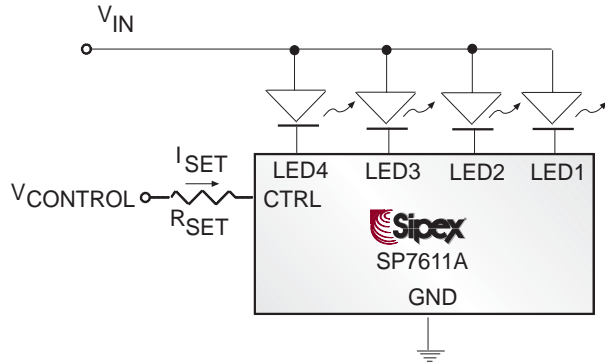 VIN
LED4 LED3 LED2 LED1
ISET
VCONTROL
RSET
CTRL
Sipex
SP7611A
GND